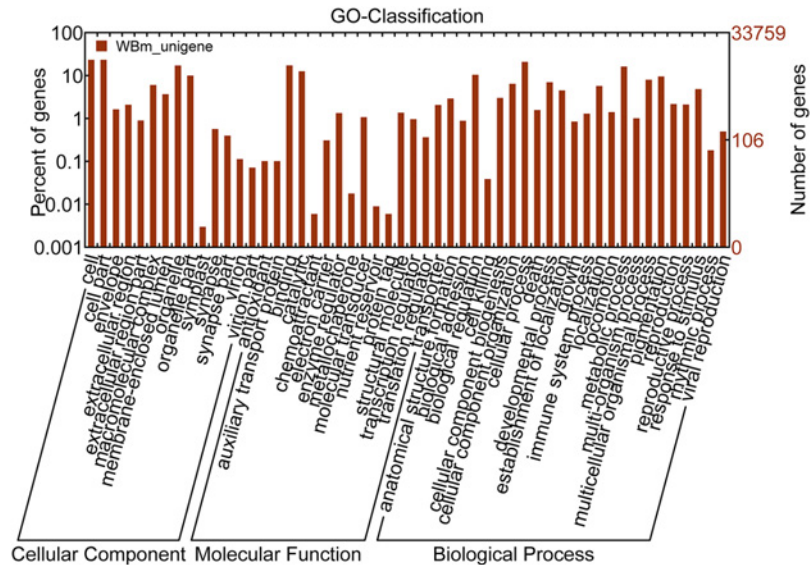 GO-Classification
100
10
1
0.1
0.01
0.001
Percent of genes
WBm_unigene
33759
106
0
Number of genes
cell
cell part
envelope
extracellular region
extracellular region part
macromolecular complex
membrane-enclosed lumen
organelle
organelle part
symplast
synapse
synapse part
virion
virion part
antioxidant
auxiliary transport protein
binding
catalytic
chemoattractant
electron carrier
enzyme regulator
metallochaperone
molecular transducer
nutrient reservoir
protein tag
structural molecule
transcription regulator
translation regulator
transporter
anatomical structure formation
biological adhesion
biological regulation
cell killing
cellular component biogenesis
cellular component organization
cellular process
death
developmental process
establishment of localization
growth
immune system process
localization
locomotion
metabolic process
multi-organism process
multicellular organismal process
pigmentation
reproduction
reproductive process
response to stimulus
rhythmic process
viral reproduction
Cellular Component
Molecular Function
Biological Process